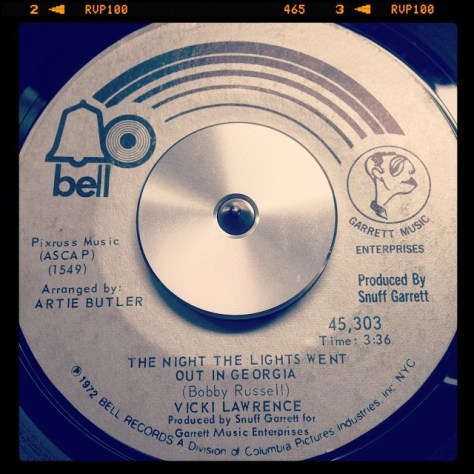 2 RVP100 465 3 RVP100
bell
GARRETT MUSIC
ENTERPRISES
Pixruss Music
(ASCAP)
(1549)
Arranged by:
ARTIE BUTLER
Produced By
Snuff Garrett
45,303
Time: 3:36
THE NIGHT THE LIGHTS WENT
OUT IN GEORGIA
(Bobby Russell)
VICKI LAWRENCE
Produced by Snuff Garrett for
Garrett Music Enterprises
℗ 1972 BELL RECORDS A Division of Columbia Pictures Industries, Inc. NYC